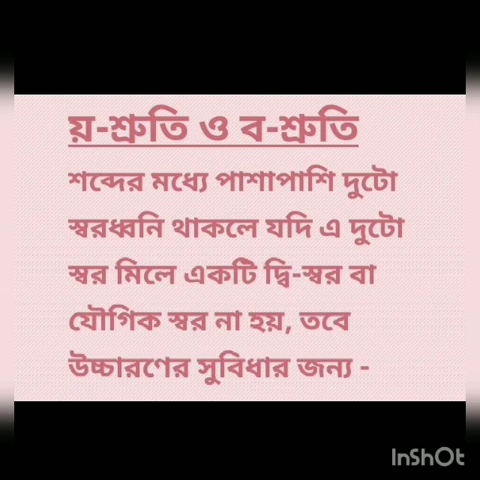 য়-শ্রুতি ও ব-শ্রুতি
শব্দের মধ্যে পাশাপাশি দুটো
স্বরধ্বনি থাকলে যদি এ দুটো
স্বর মিলে একটি দ্বি-স্বর বা
যৌগিক স্বর না হয়, তবে
উচ্চারণের সুবিধার জন্য -
InShOt